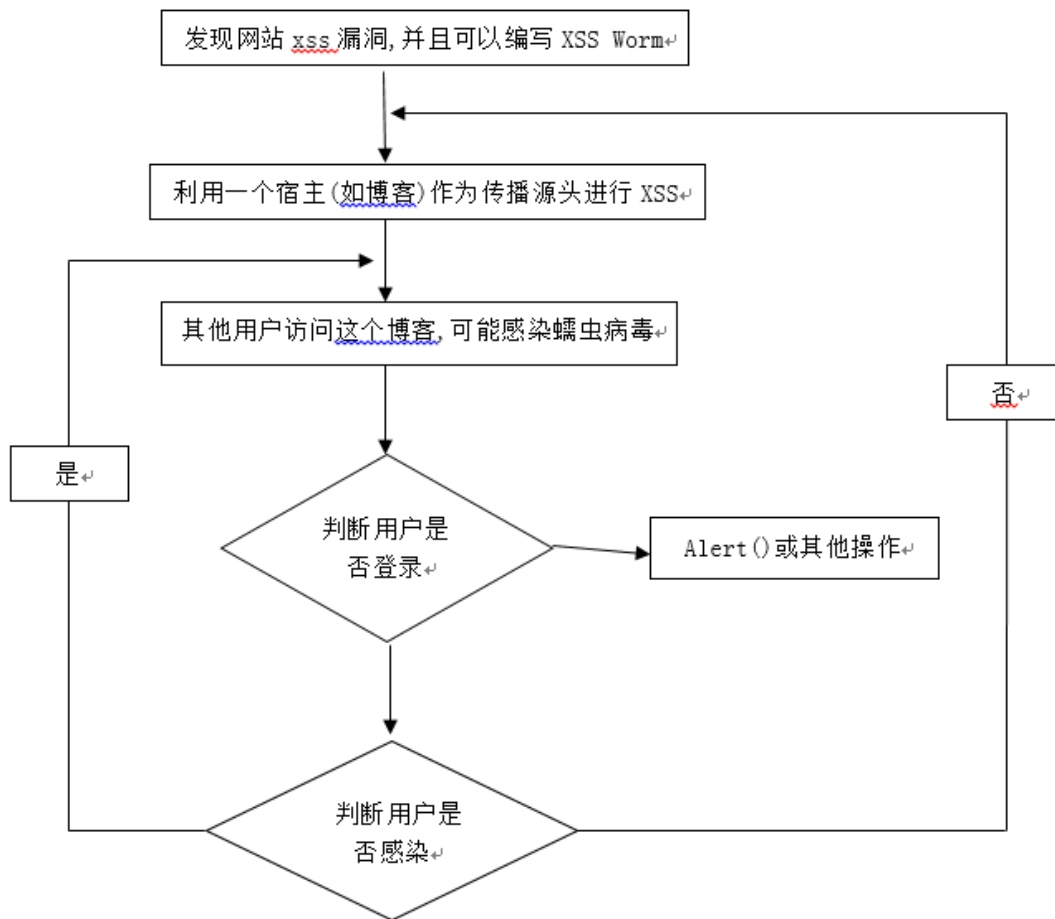 发现网站 xss 漏洞,并且可以编写 XSS Worm
利用一个宿主(如博客)作为传播源头进行 XSS
其他用户访问这个博客,可能感染蠕虫病毒
否
是
判断用户是
否登录
Alert()或其他操作
判断用户是
否感染